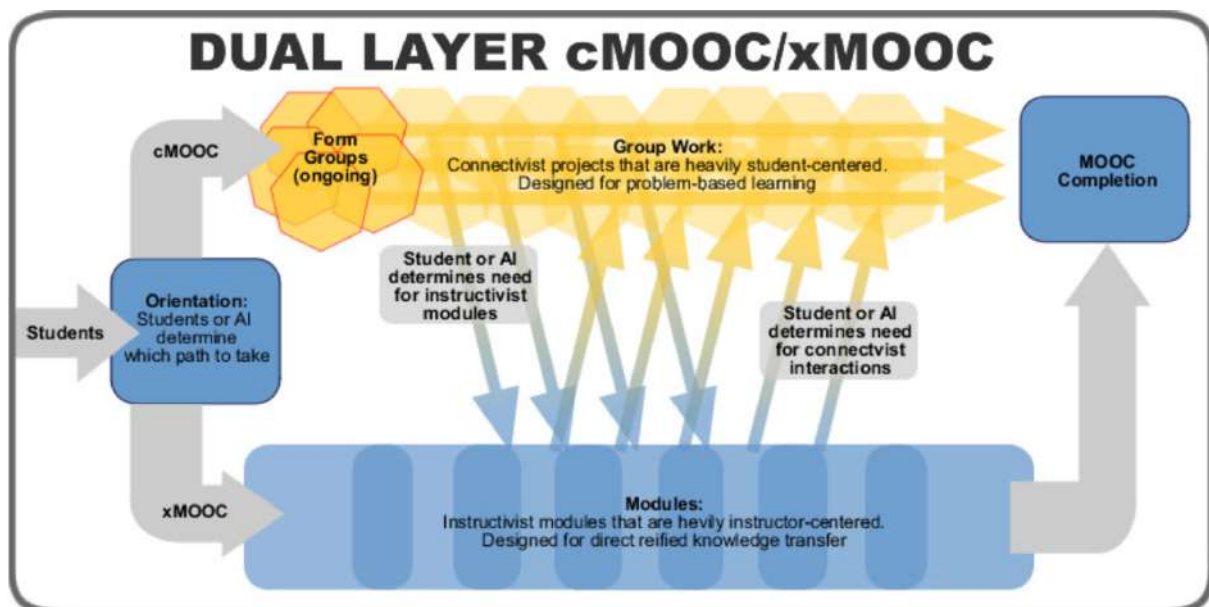 DUAL LAYER cMOOC/xMOOC
cMOOC
Form
Groups
(ongoing)
Group Work:
Connectivist projects that are heavily student-centered.
Designed for problem-based learning
MOOC
Completion
Student or AI
determines need
for instructivist
modules
Student or AI
determines need
for connectvist
interactions
Students
Orientation:
Students or AI
determine
which path to take
xMOOC
Modules:
Instructivist modules that are hevily instructor-centered.
Designed for direct reified knowledge transfer